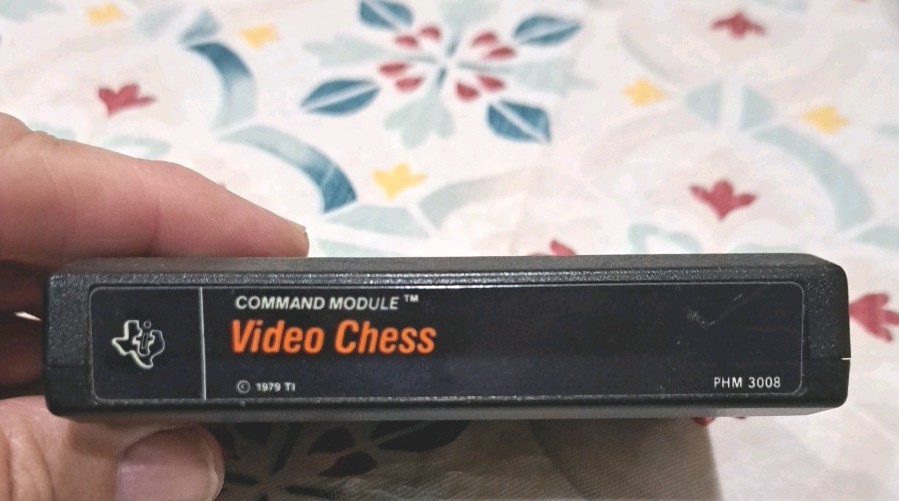 COMMAND MODULE™
Video Chess
© 1979 TI
PHM 3008